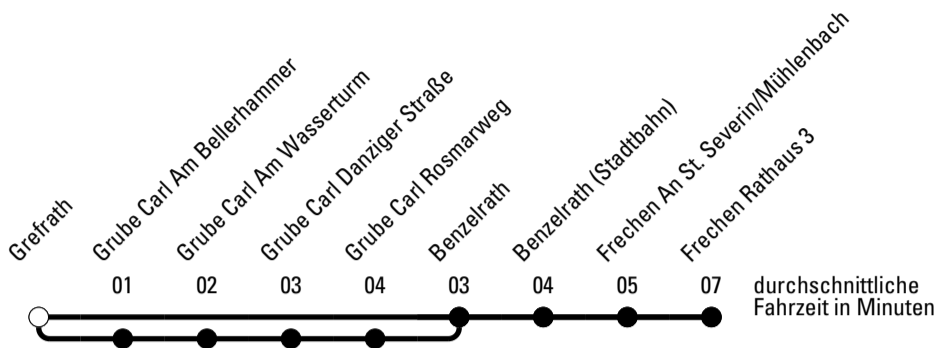 Grefrath
Grube Carl Am Bellerhammer
Grube Carl Am Wasserturm
Grube Carl Danziger Straße
Grube Carl Rosmarweg
Benzelrath
Benzelrath (Stadtbahn)
Frechen An St. Severin/Mühlenbach
Frechen Rathaus 3
01 02 03 04 03 04 05 07
durchschnittliche
Fahrzeit in Minuten